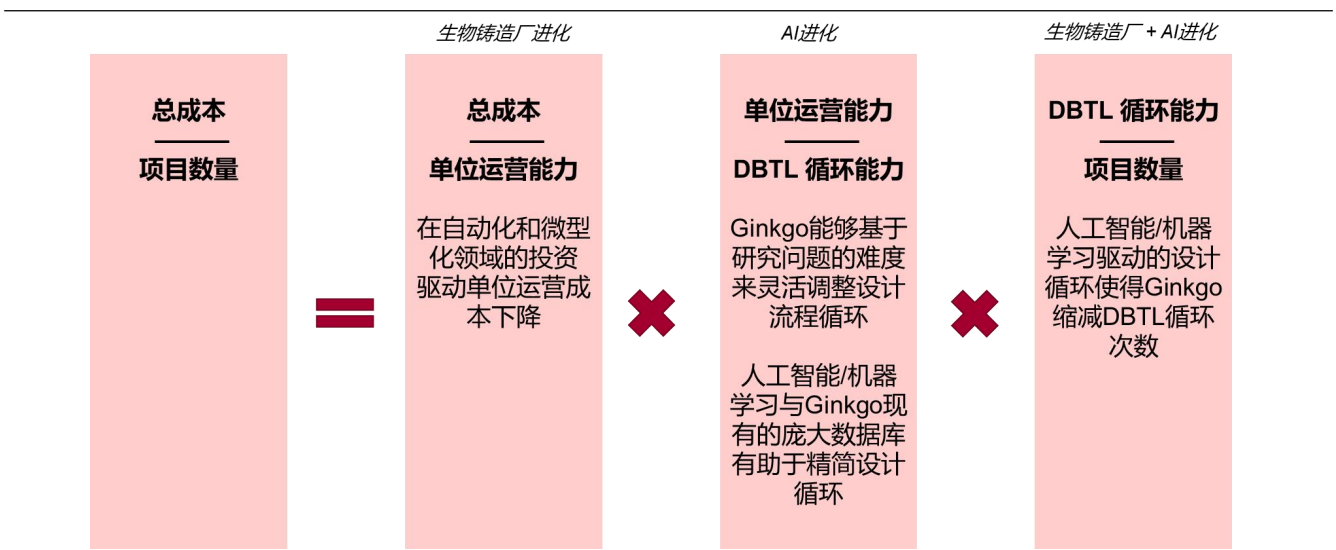 生物铸造厂进化
AI进化
生物铸造厂 + AI进化
总成本
项目数量
总成本
单位运营能力
在自动化和微型
化领域的投资
驱动单位运营成
本下降
单位运营能力
DBTL 循环能力
Ginkgo能够基于
研究问题的难度
来灵活调整设计
流程循环
人工智能/机器
学习与Ginkgo现
有的庞大数据库
有助于精简设计
循环
DBTL 循环能力
项目数量
人工智能/机器
学习驱动的设计
循环使得Ginkgo
缩减DBTL循环
次数